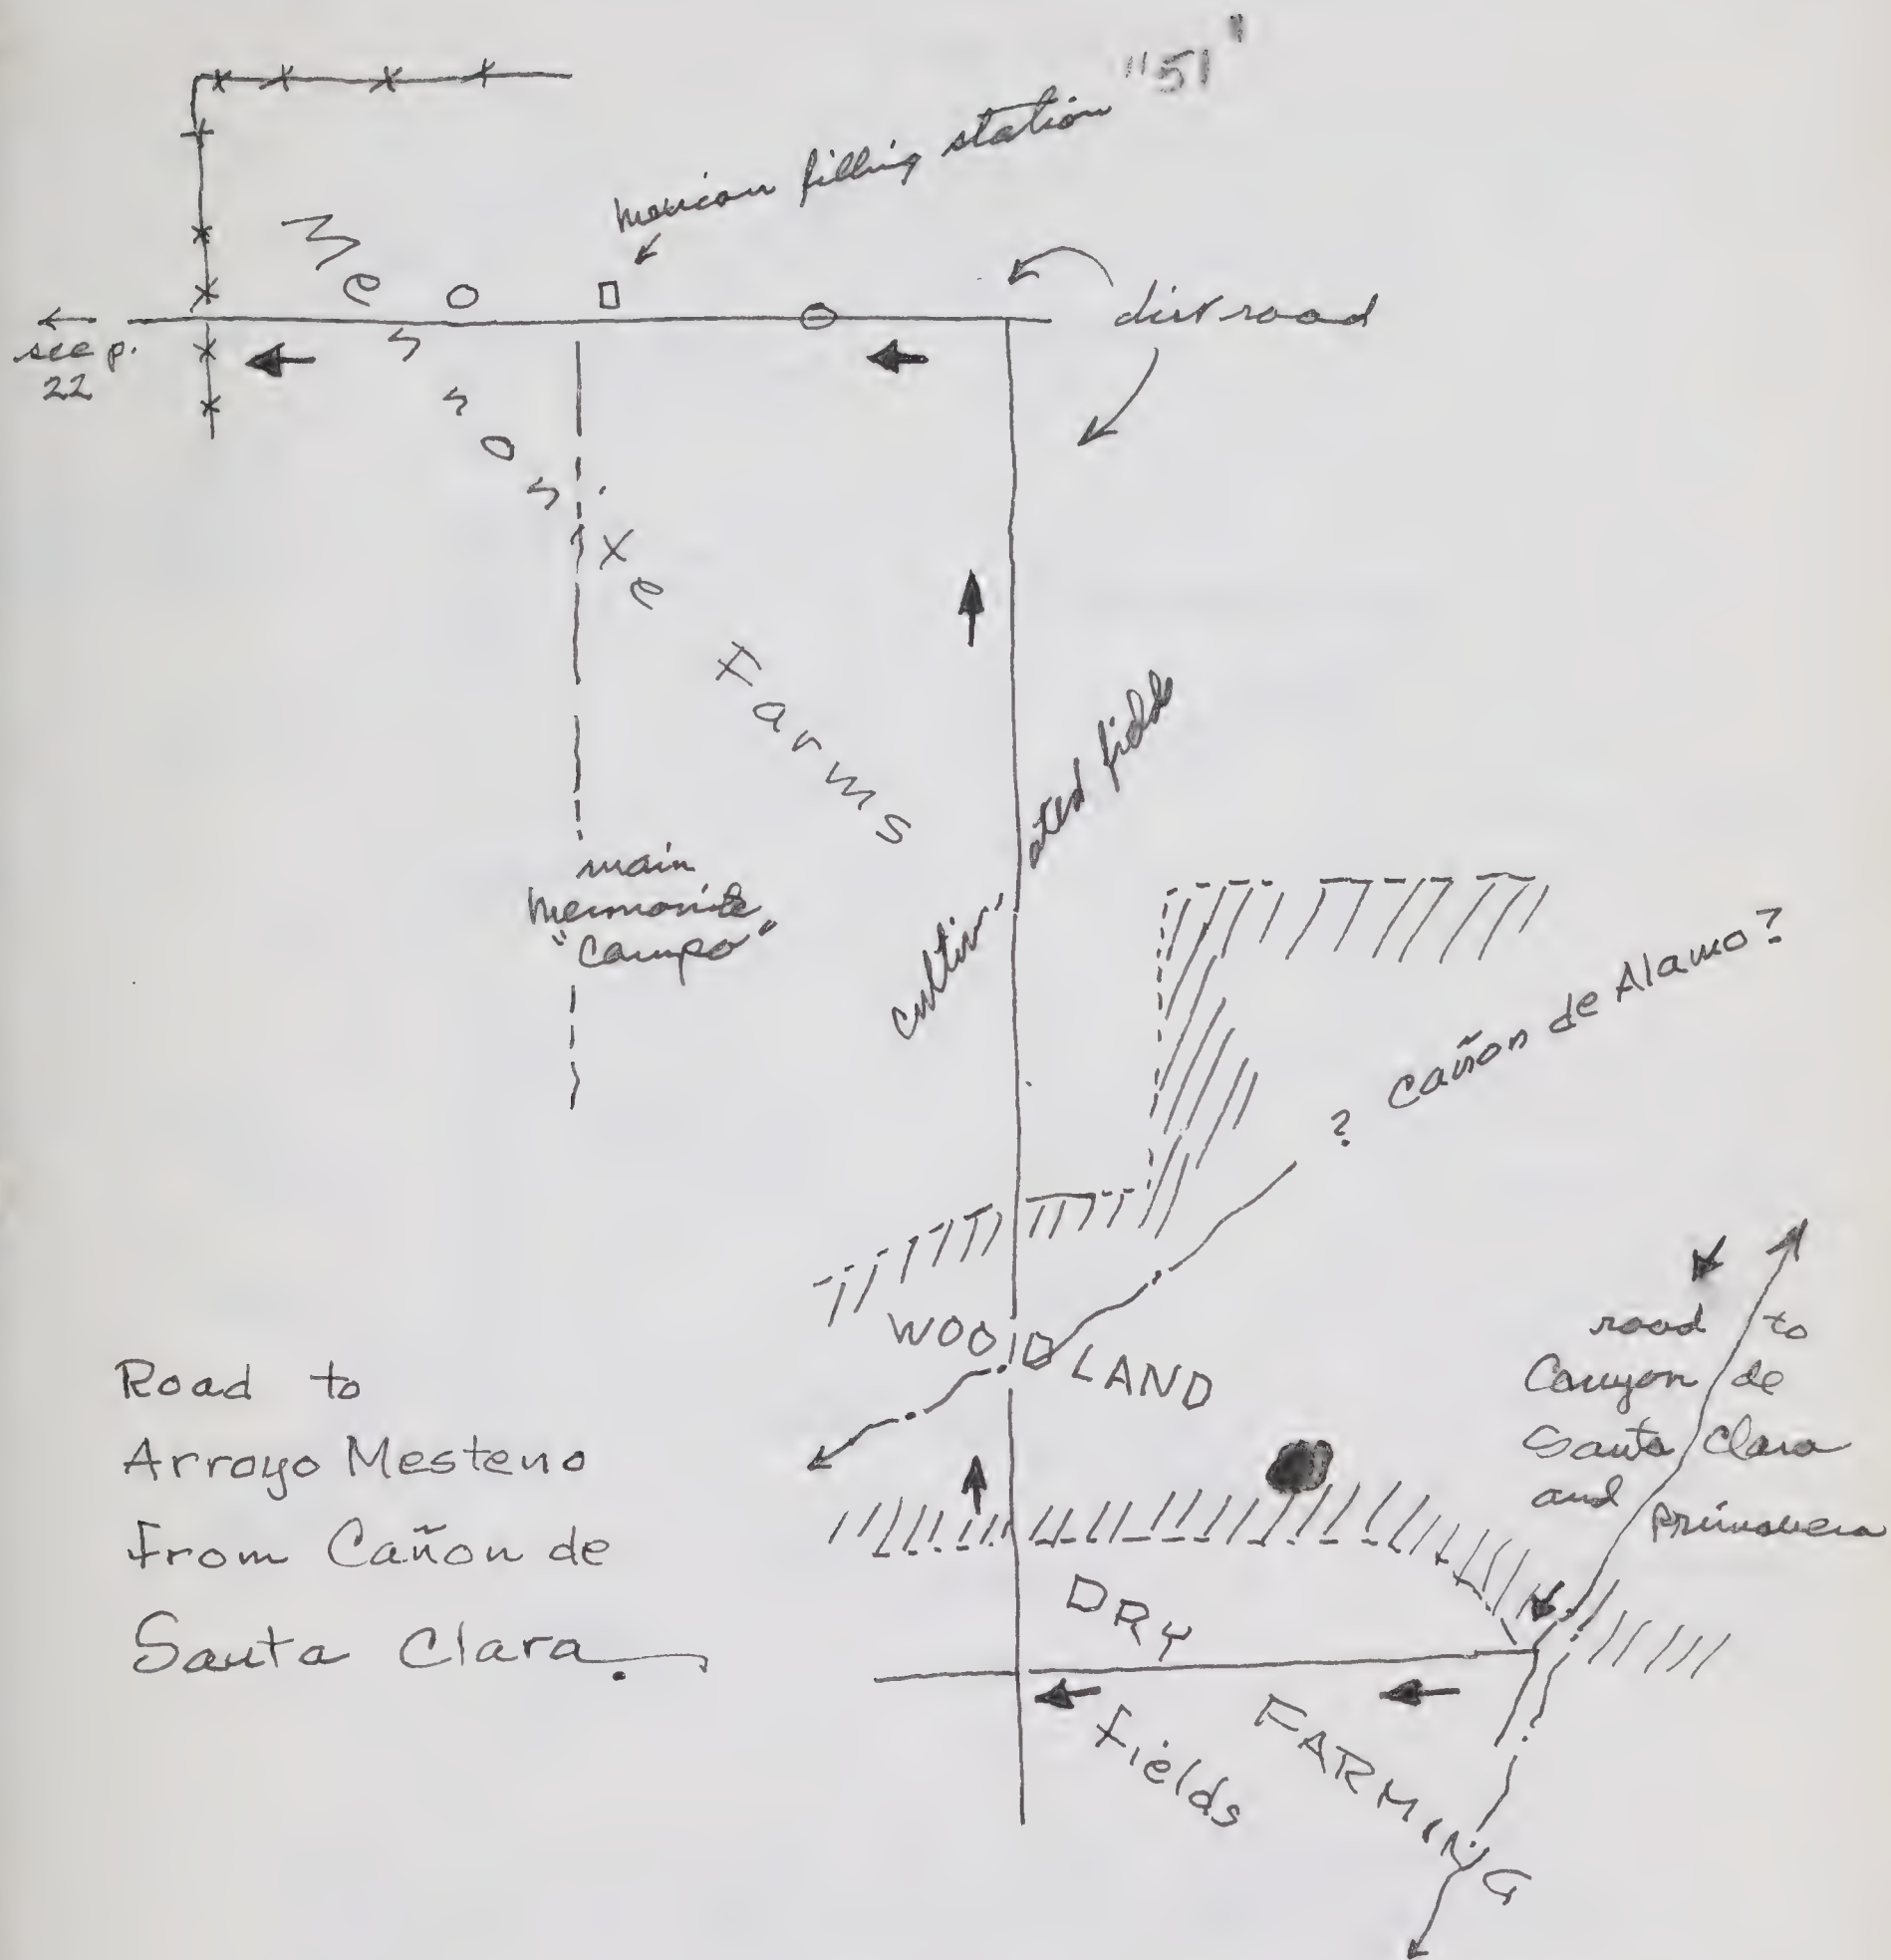 "51"
Mexican filling station
dirt road
see p.
22
Mennonite Farms
cultivated fields
main
Mennonite
"Campo"
? Cañon de Alamo?
WOODLAND
road to
Canyon de
Santa Clara
and Primavera
Road to
Arroyo Mesteno
From Cañon de
Santa Clara.
DRY FARMING
Fields